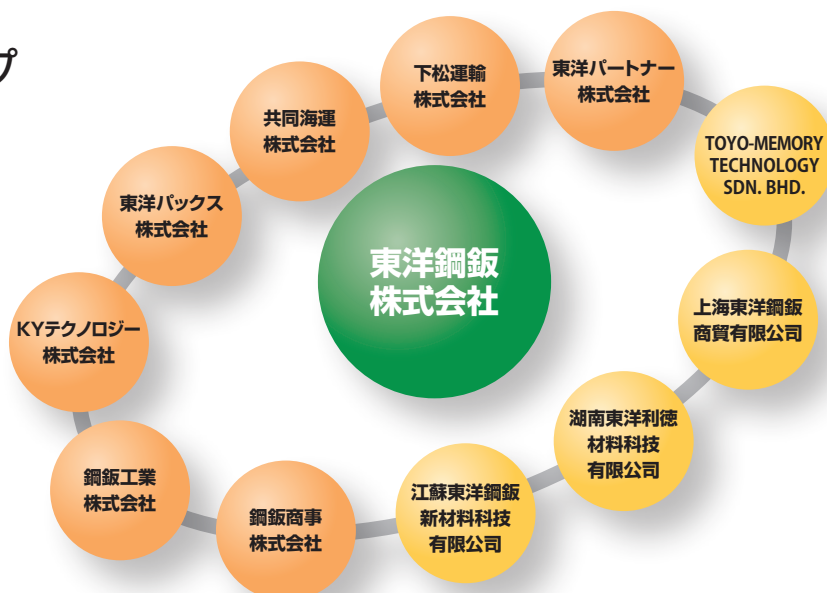 プ
東洋鋼鈑
株式会社
下松運輸
株式会社
東洋パートナー
株式会社
TOYO-MEMORY
TECHNOLOGY
SDN. BHD.
上海東洋鋼鈑
商貿有限公司
湖南東洋利徳
材料科技
有限公司
江蘇東洋鋼鈑
新材料科技
有限公司
鋼鈑商事
株式会社
鋼鈑工業
株式会社
KYテクノロジー
株式会社
東洋パックス
株式会社
共同海運
株式会社